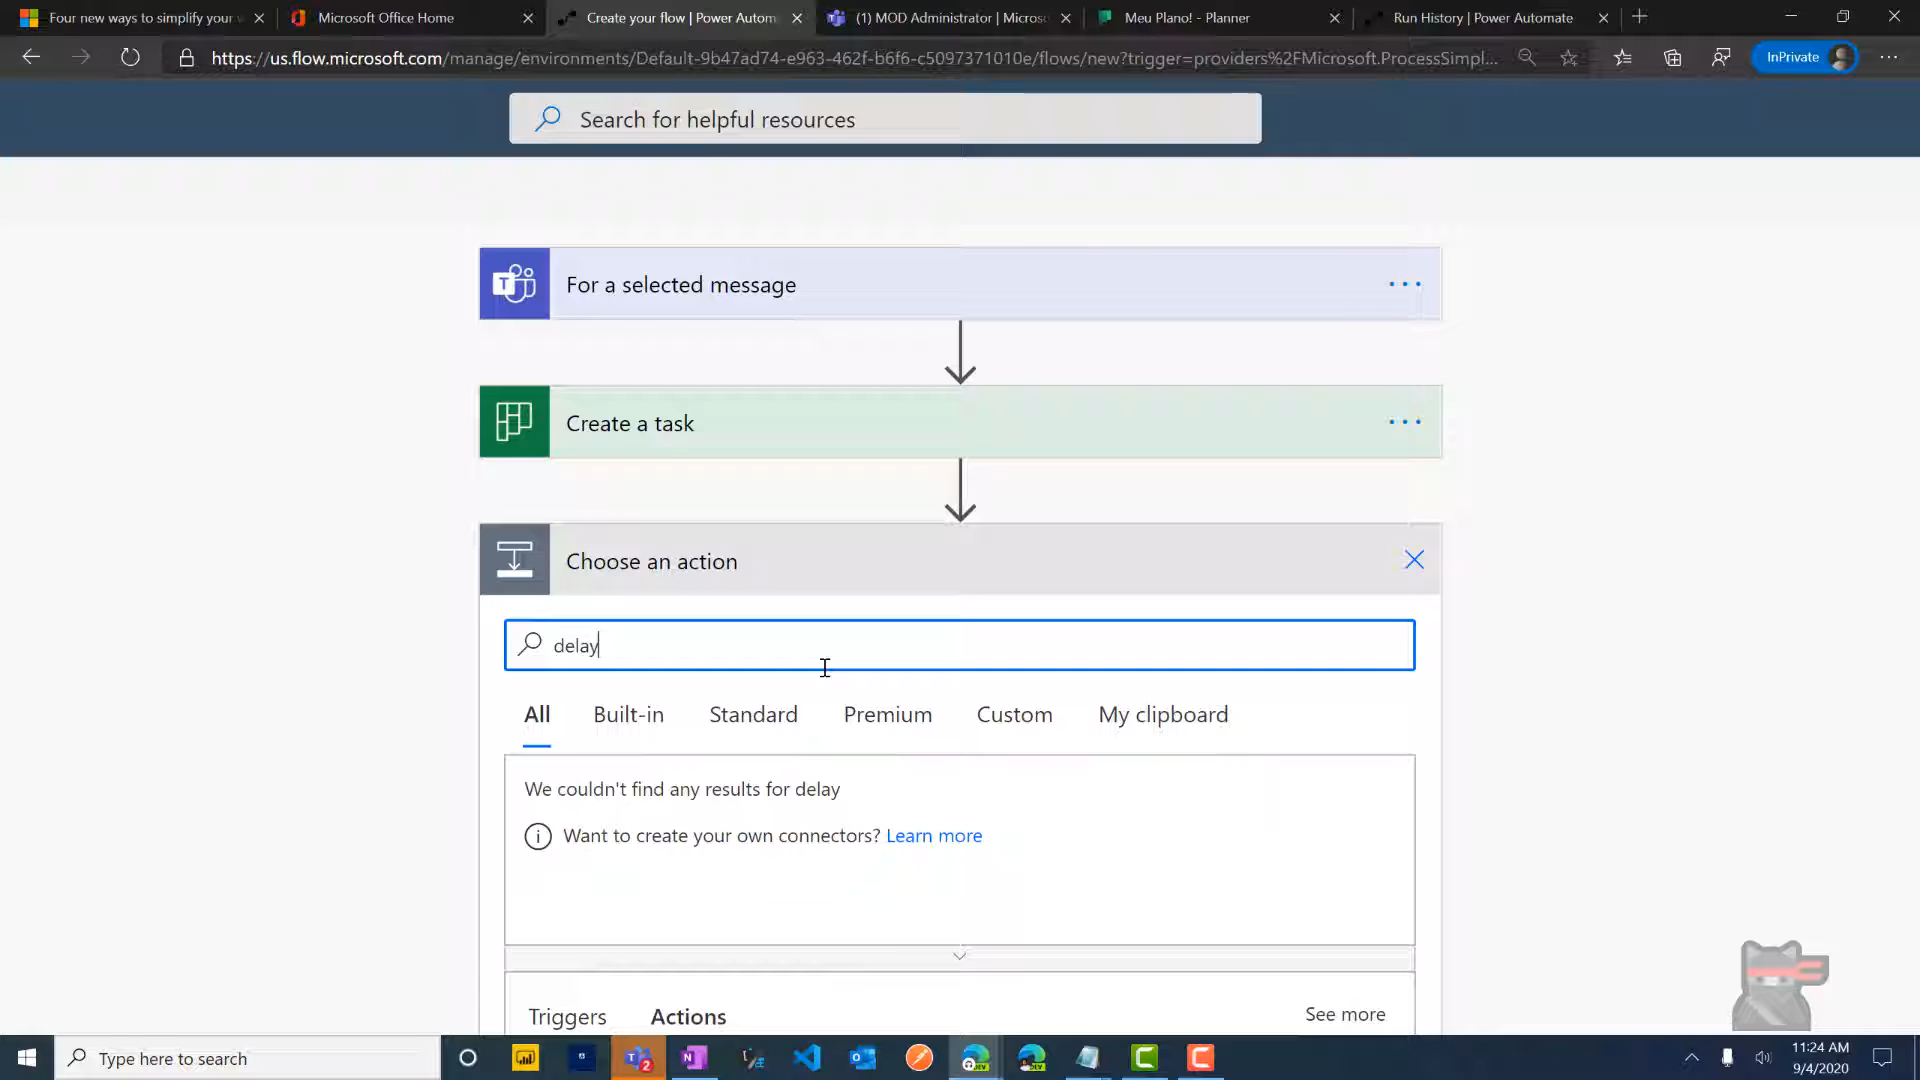 Four new ways to simplify your w
Microsoft Office Home
Create your flow | Power Autom
(1) MOD Administrator | Microso
Meu Plano! - Planner
Run History | Power Automate
https://us.flow.microsoft.com/manage/environments/Default-9b47ad74-e963-462f-b6f6-c5097371010e/flows/new?trigger=providers%2FMicrosoft.ProcessSimpl...
InPrivate
Search for helpful resources
For a selected message
Create a task
Choose an action
delay
All
Built-in
Standard
Premium
Custom
My clipboard
We couldn't find any results for delay
Want to create your own connectors? Learn more
Triggers
Actions
See more
Type here to search
2
11:24 AM
9/4/2020